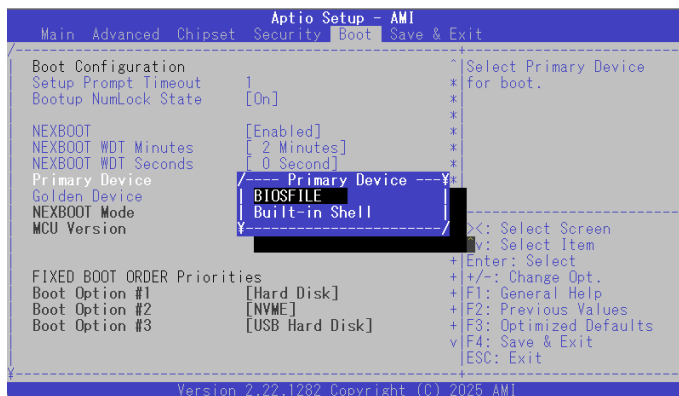 Aptio Setup - AMI
Main Advanced Chipset Security Boot Save & Exit
Boot Configuration
Setup Prompt Timeout 1
Bootup NumLock State [On]
NEXBOOT [Enabled]
NEXBOOT WDT Minutes [ 2 Minutes]
NEXBOOT WDT Seconds [ 0 Second]
Primary Device
Golden Device
NEXBOOT Mode
MCU Version
---- Primary Device ---
BIOSFILE
Built-in Shell
FIXED BOOT ORDER Priorities
Boot Option #1 [Hard Disk]
Boot Option #2 [NVME]
Boot Option #3 [USB Hard Disk]
Select Primary Device
for boot.
><: Select Screen
^v: Select Item
Enter: Select
+/-: Change Opt.
F1: General Help
F2: Previous Values
F3: Optimized Defaults
F4: Save & Exit
ESC: Exit
Version 2.22.1282 Copyright (C) 2025 AMI